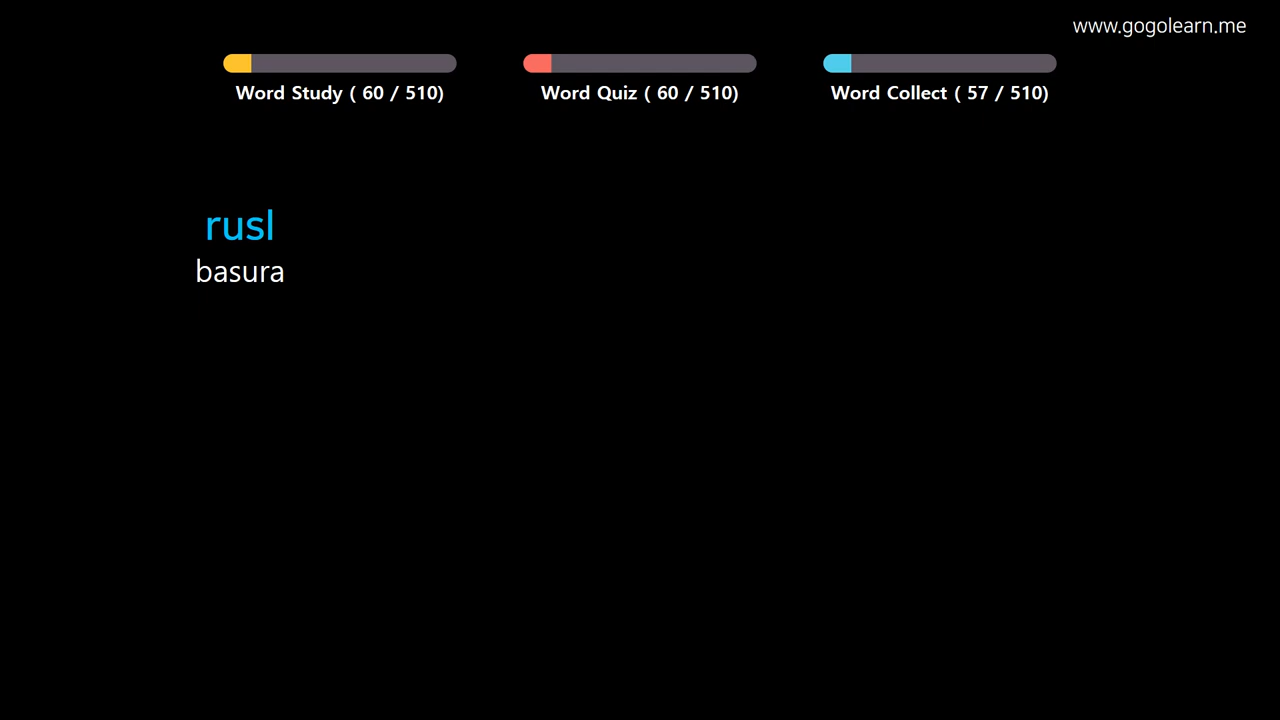 www.gogolearn.me
Word Study ( 60 / 510)
Word Quiz ( 60 / 510)
Word Collect ( 57 / 510)
rusl
basura